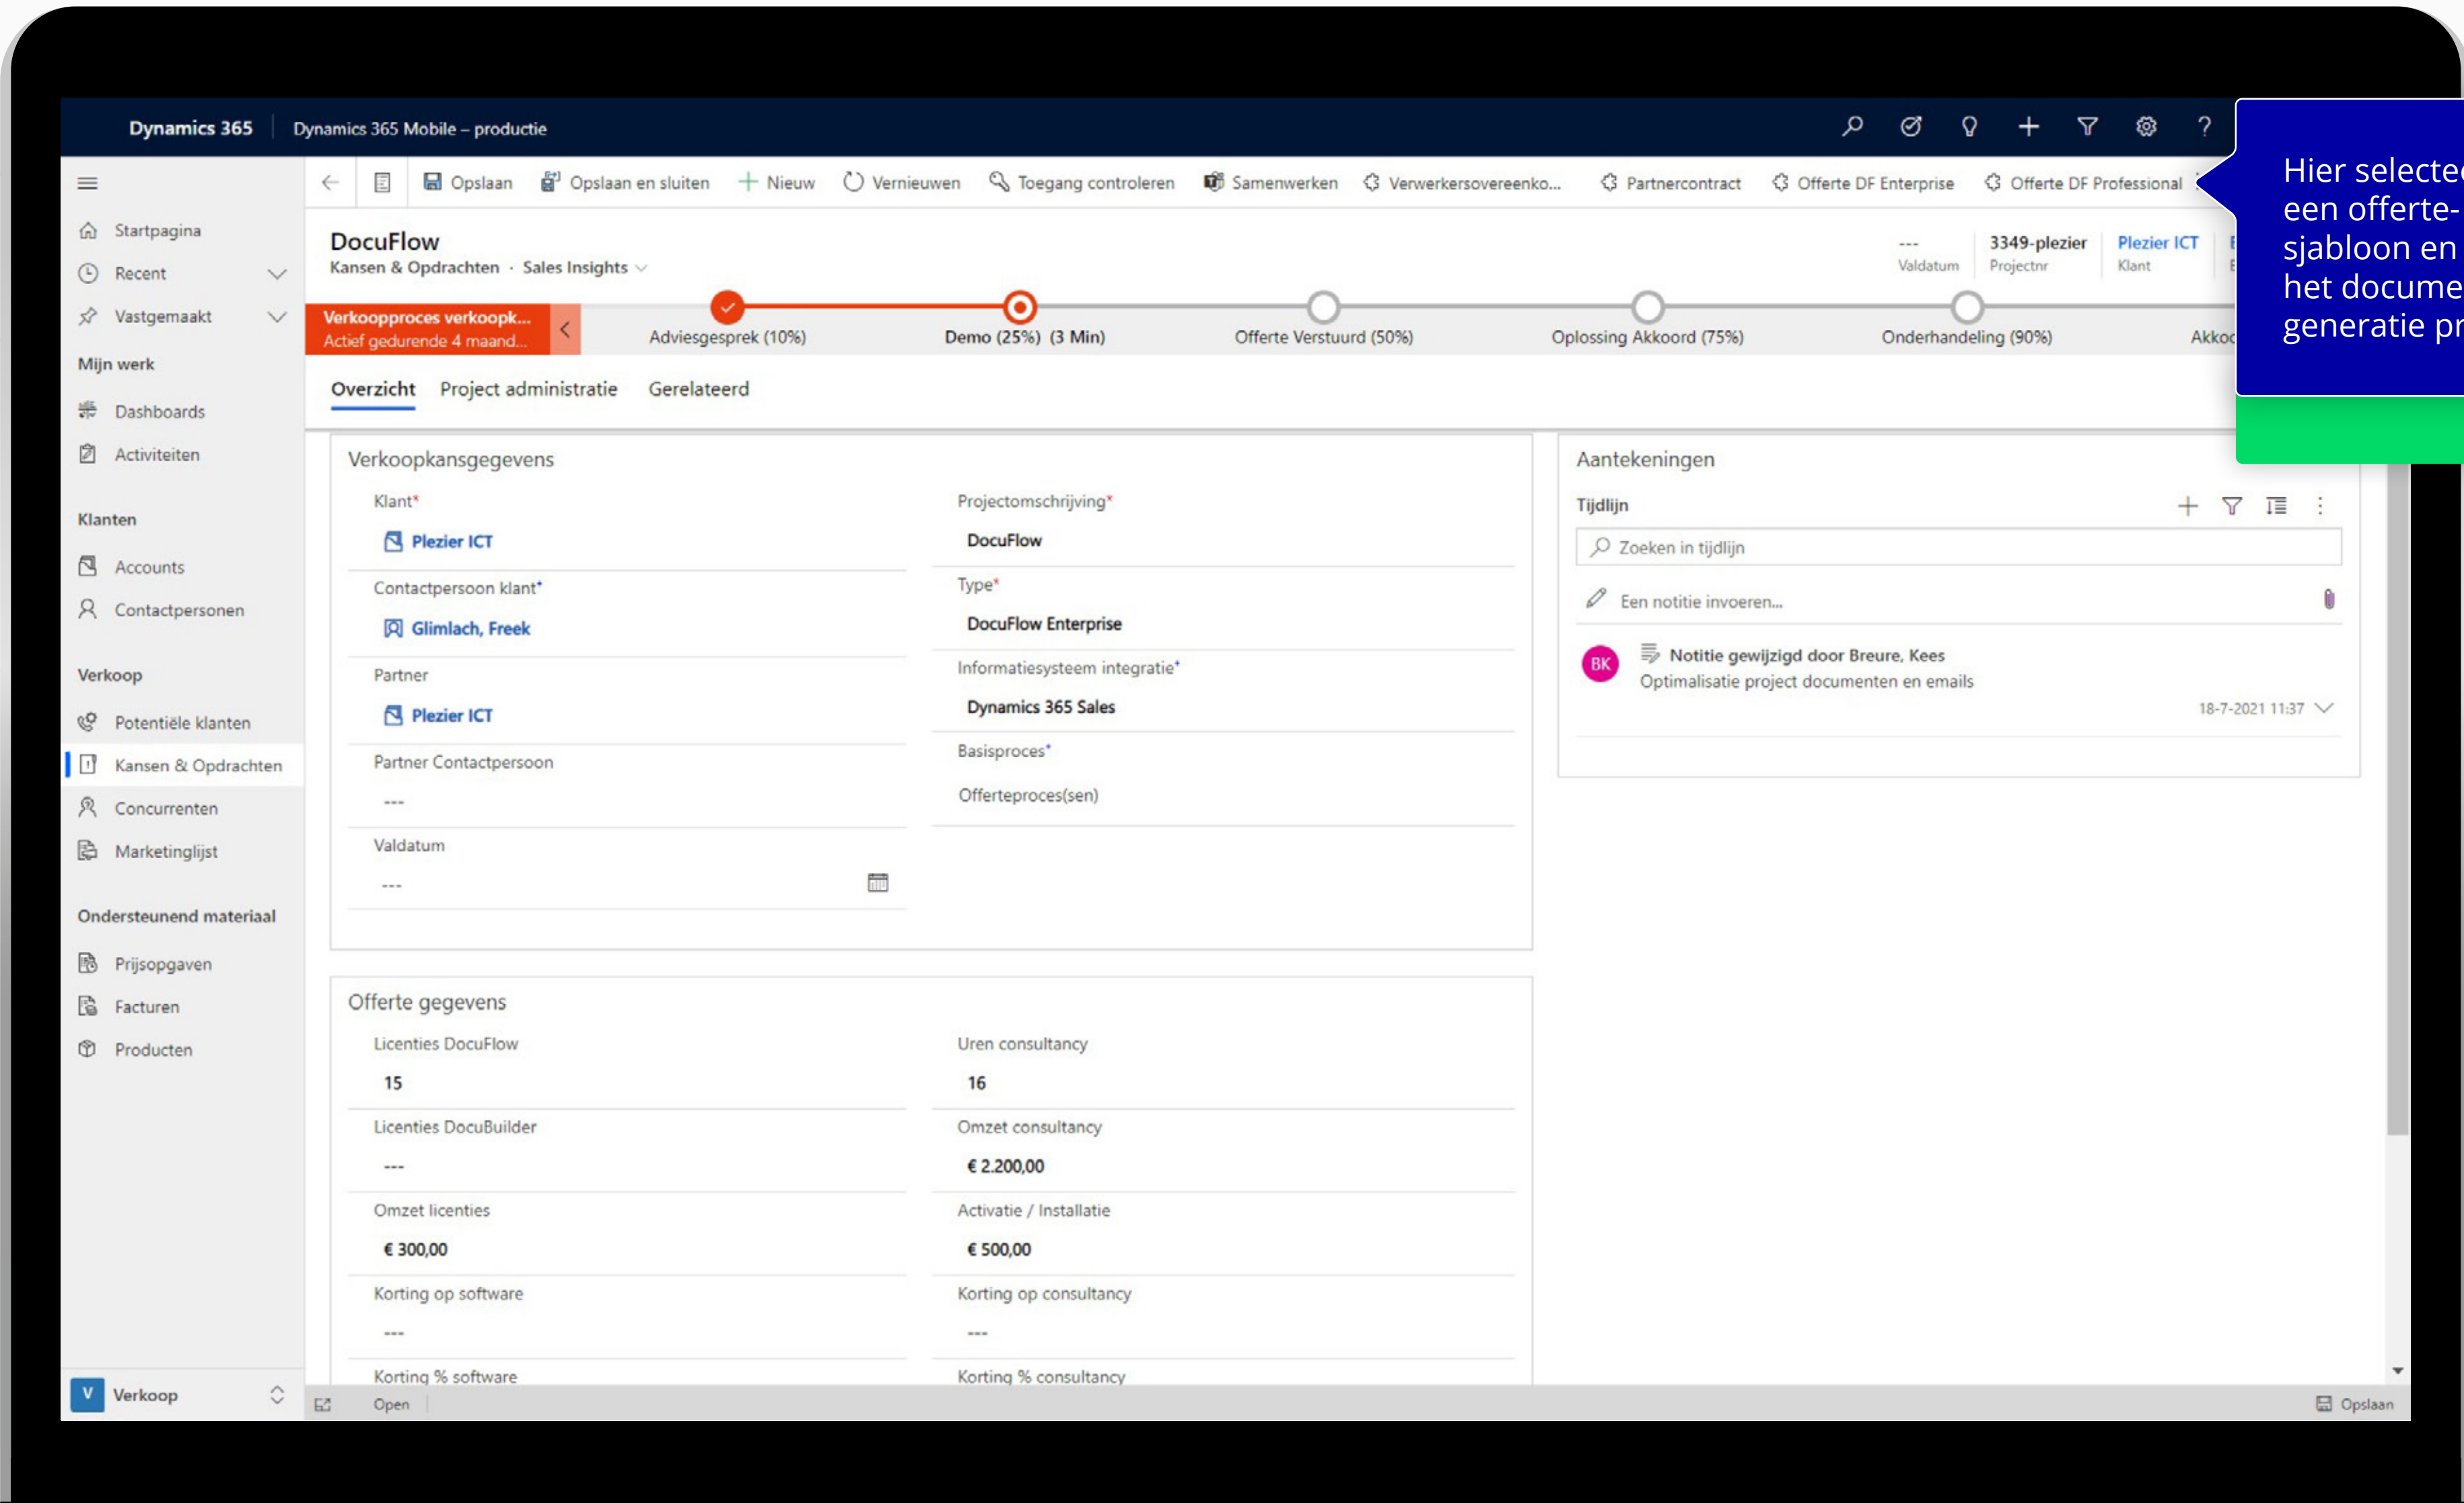 Dynamics 365
Dynamics 365 Mobile – productie
Opslaan
Opslaan en sluiten
Nieuw
Vernieuwen
Toegang controleren
Samenwerken
Verwerkersovereenko...
Partnercontract
Offerte DF Enterprise
Offerte DF Professional
Hier
een offerte-
sjabloon en
generatie
Startpagina
Recent
Vastgemaakt
Mijn werk
Dashboards
Activiteiten
Klanten
Accounts
Contactpersonen
Verkoop
Potentiële klanten
Kansen & Opdrachten
Concurrenten
Marketinglijst
Ondersteunend materiaal
Prijsopgaven
Facturen
Producten
V Verkoop
DocuFlow
Kansen & Opdrachten · Sales Insights
---
Valdatum
3349-plezier
Projectnr
Plezier ICT
Klant
Verkoopproces verkoopk...
Actief gedurende 4 maand...
Adviesgesprek (10%)
Demo (25%) (3 Min)
Offerte Verstuurd (50%)
Oplossing Akkoord (75%)
Onderhandeling (90%)
Overzicht
Project administratie
Gerelateerd
Verkoopkansgegevens
Klant*
Plezier ICT
Contactpersoon klant+
Glimlach, Freek
Partner
Plezier ICT
Partner Contactpersoon
---
Valdatum
---
Projectomschrijving*
DocuFlow
Type*
DocuFlow Enterprise
Informatiesysteem integratie+
Dynamics 365 Sales
Basisproces+
Offerteproces(sen)
Aantekeningen
Tijdlijn
Zoeken in tijdlijn
Een notitie invoeren...
BK
Notitie gewijzigd door Breure, Kees
Optimalisatie project documenten en emails
18-7-2021 11:37
Offerte gegevens
Licenties DocuFlow
15
Licenties DocuBuilder
---
Omzet licenties
€ 300,00
Korting op software
---
Korting % software
Uren consultancy
16
Omzet consultancy
€ 2.200,00
Activatie / Installatie
€ 500,00
Korting op consultancy
---
Korting % consultancy
Open
Opslaan